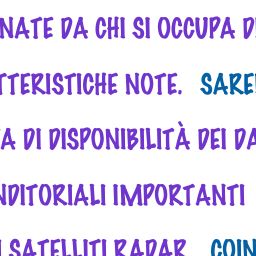 NATE DA CHI SI OCCUPA D
TTERISTICHE NOTE. SARE
A DI DISPONIBILITÀ DEI DA
NDITORIALI IMPORTANTI
I SATELLITI RADAR COIN